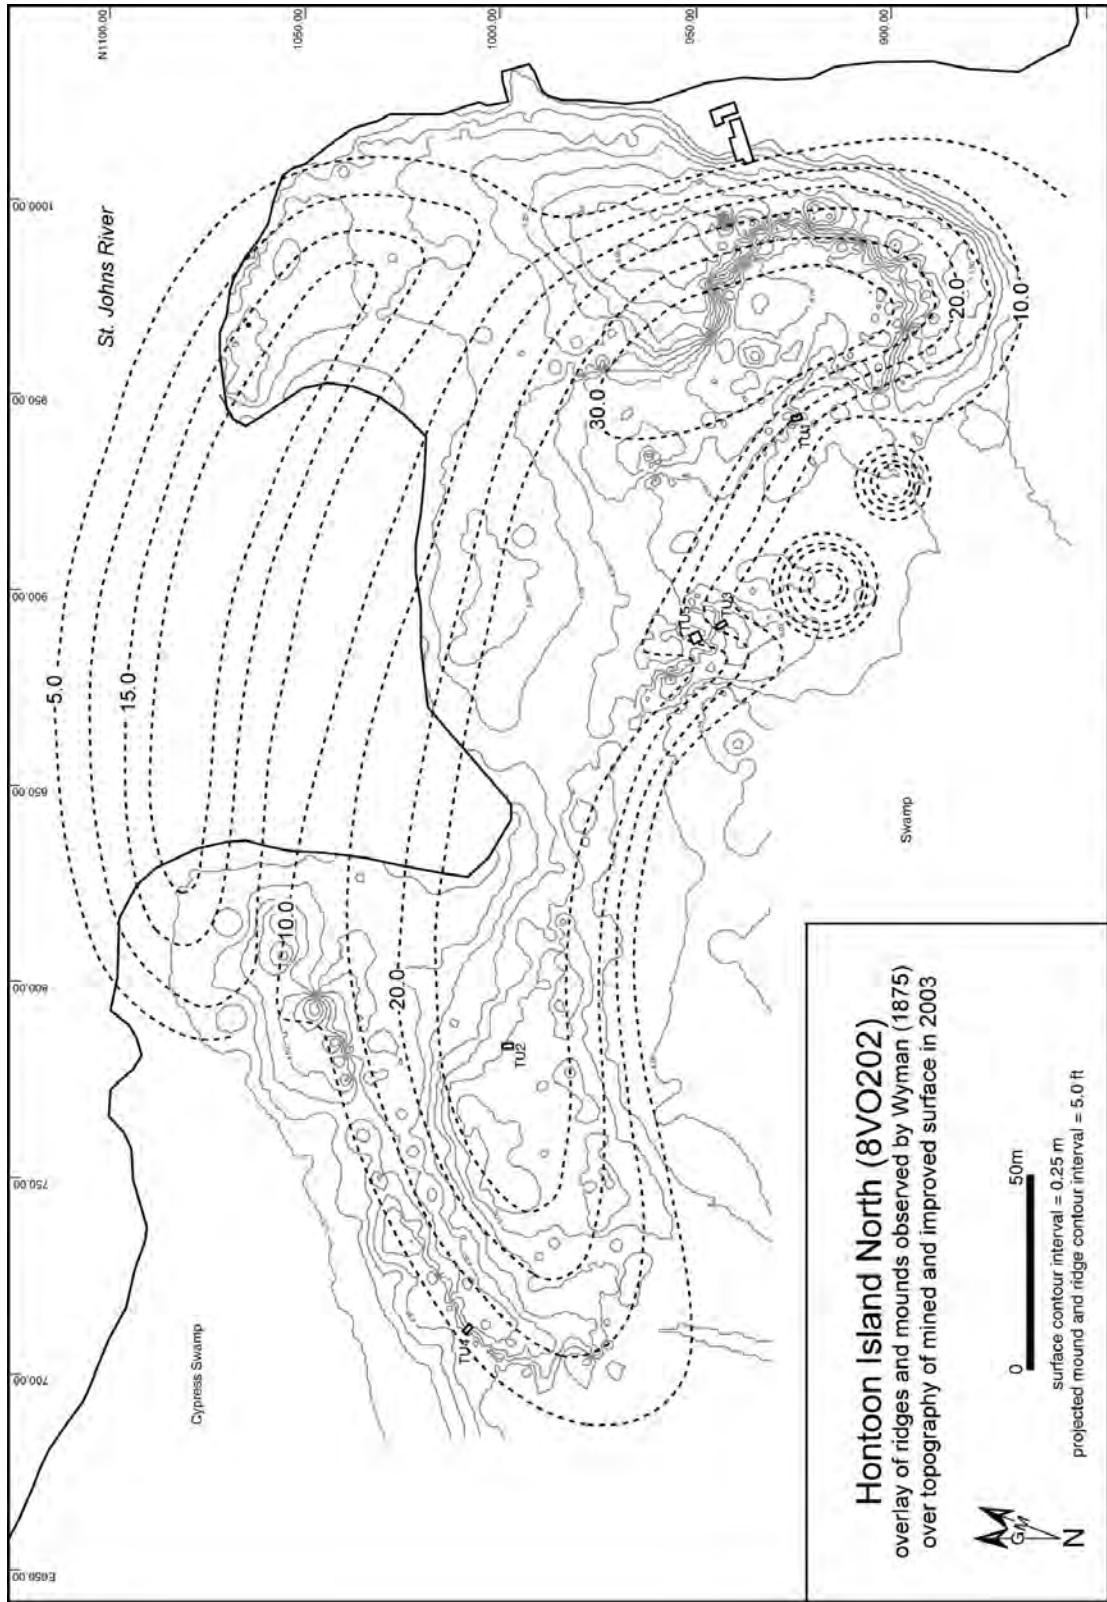 N1100.00
1050.00
1000.00
950.00
900.00
St. Johns River
1000.00
950.00
900.00
850.00
800.00
750.00
700.00
E650.00
5.0
15.0
10.0
20.0
30.0
20.0
10.0
TU1
TU5
TU3
TU2
TU4
Cypress Swamp
Swamp
Hontoon Island North (8VO202)
overlay of ridges and mounds observed by Wyman (1875)
over topography of mined and improved surface in 2003
0 50m
surface contour interval = 0.25 m
projected mound and ridge contour interval = 5.0 ft
GM
N